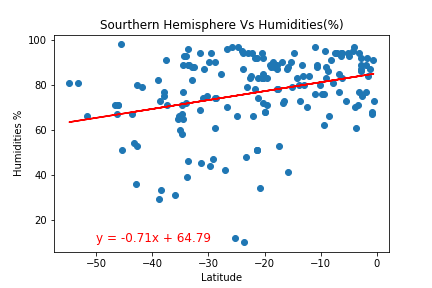 Sourthern Hemisphere Vs Humidities(%)
100
80
60
40
20
Humidities %
y = -0.71x + 64.79
−50 −40 −30 −20 −10 0
Latitude